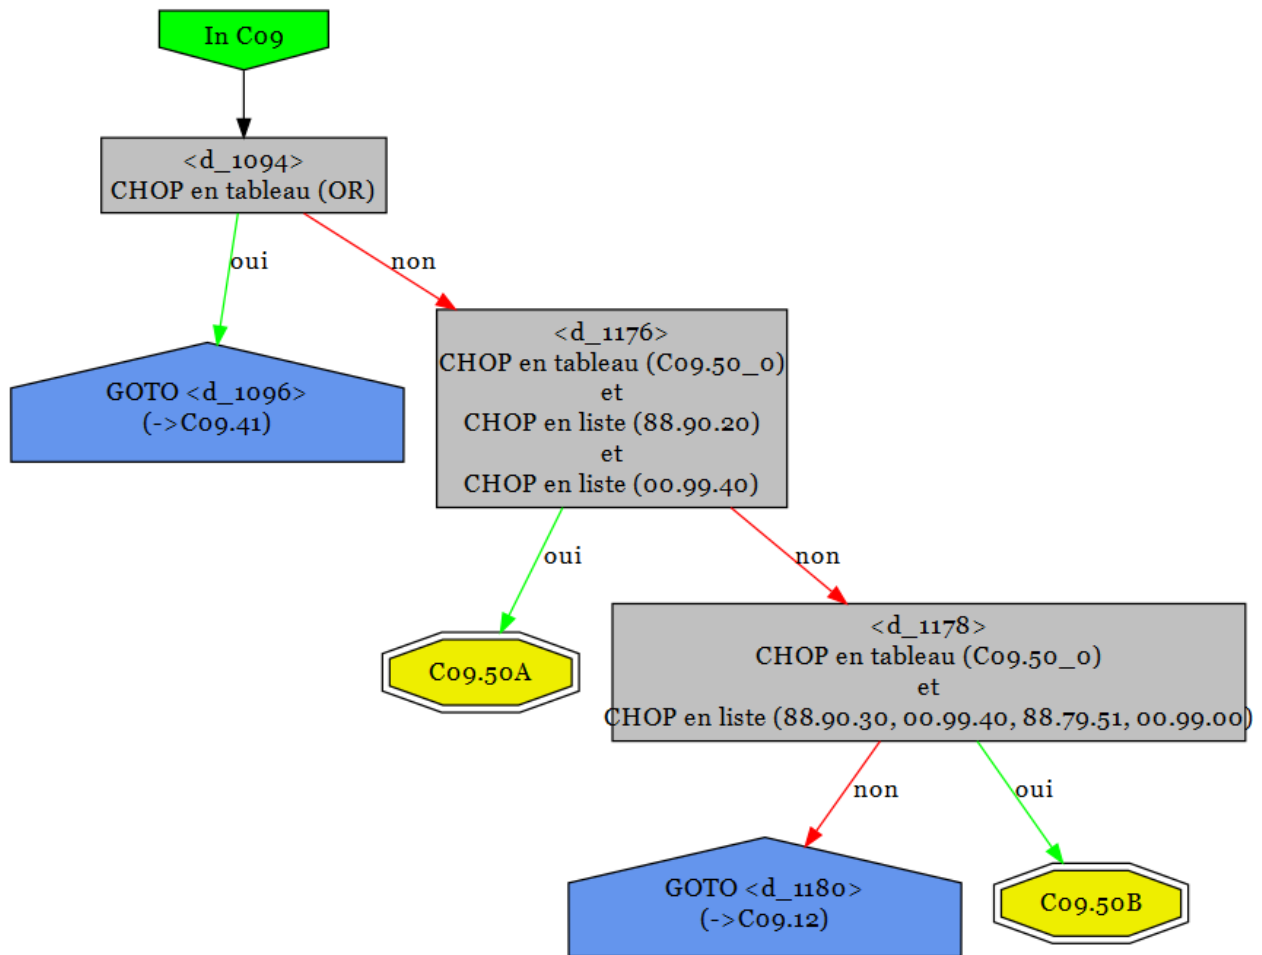 In C09
<d_1094>
CHOP en tableau (OR)
oui
non
<d_1176>
CHOP en tableau (C09.50_0)
et
CHOP en liste (88.90.20)
et
CHOP en liste (00.99.40)
GOTO <d_1096>
(->C09.41)
oui
non
<d_1178>
CHOP en tableau (C09.50_0)
et
CHOP en liste (88.90.30, 00.99.40, 88.79.51, 00.99.00)
C09.50A
non
oui
GOTO <d_1180>
(->C09.12)
C09.50B